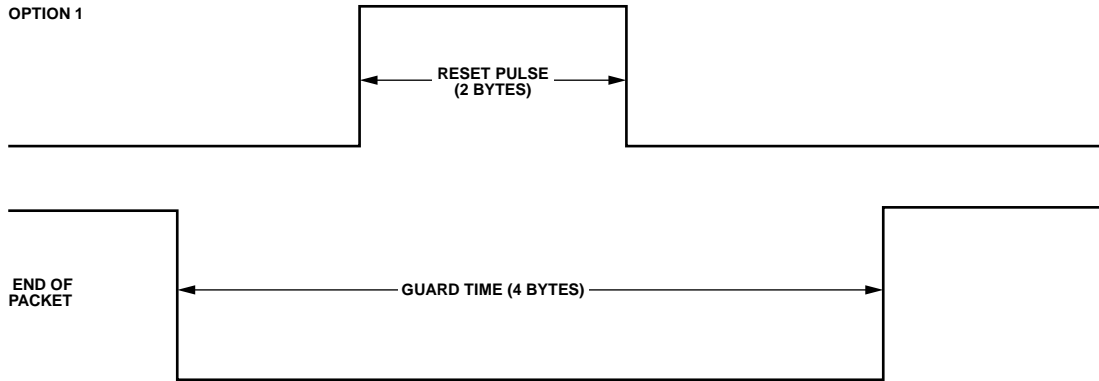 OPTION 1
RESET PULSE
(2 BYTES)
END OF
PACKET
GUARD TIME (4 BYTES)